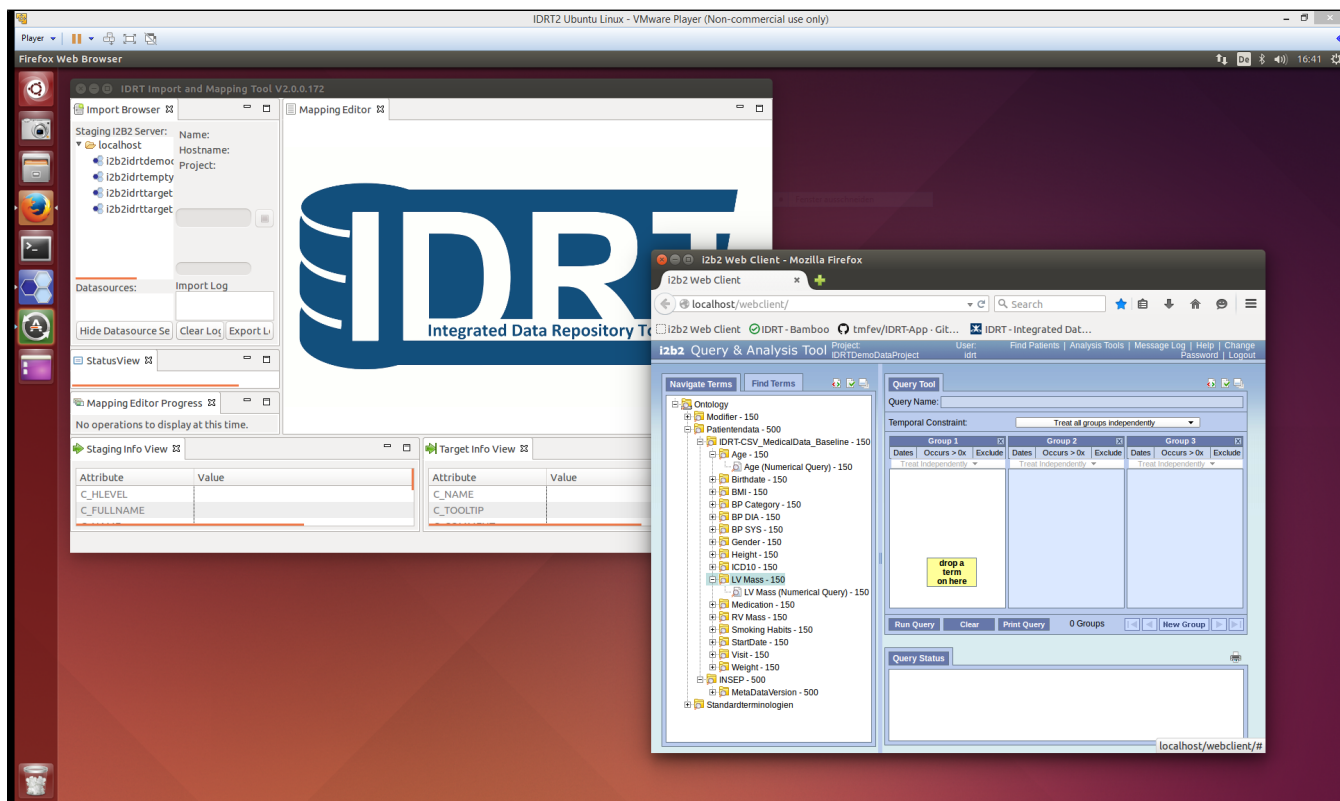 IDRT2 Ubuntu Linux - VMware Player (Non-commercial use only)
Player
Firefox Web Browser
De
16:41
IDRT Import and Mapping Tool V2.0.0.172
Import Browser
Staging I2B2 Server:
localhost
i2b2idrtdemoc
i2b2idrtempty
i2b2idrttarget
i2b2idrttarget
Name:
Hostname:
Project:
Datasources:
Import Log
Hide Datasource Se
Clear Log
Export L
StatusView
Mapping Editor Progress
No operations to display at this time.
Mapping Editor
IDRT
Integrated Data Repository To
Staging Info View
Attribute Value
C_HLEVEL
C_FULLNAME
Target Info View
Attribute Value
C_NAME
C_TOOLTIP
i2b2 Web Client - Mozilla Firefox
i2b2 Web Client
localhost/webclient/
Search
i2b2 Web Client
IDRT - Bamboo
tmfev/IDRT-App · Git...
IDRT - Integrated Dat...
i2b2 Query & Analysis Tool
Project:
IDRTDemoDataProject
User:
idrt
Find Patients | Analysis Tools | Message Log | Help | Change
Password | Logout
Navigate Terms
Find Terms
Ontology
Modifier - 150
Patientendata - 500
IDRT-CSV_MedicalData_Baseline - 150
Age - 150
Age (Numerical Query) - 150
Birthdate - 150
BMI - 150
BP Category - 150
BP DIA - 150
BP SYS - 150
Gender - 150
Height - 150
ICD10 - 150
LV Mass - 150
LV Mass (Numerical Query) - 150
Medication - 150
RV Mass - 150
Smoking Habits - 150
StartDate - 150
Visit - 150
Weight - 150
INSEP - 500
MetaDataVersion - 500
Standardterminologien
Query Tool
Query Name:
Temporal Constraint:
Treat all groups independently
Group 1 X Group 2 X Group 3 X
Dates Occurs > 0x Exclude Dates Occurs > 0x Exclude Dates Occurs > 0x Exclude
Treat Independently Treat Independently Treat Independently
drop a
term
on here
Run Query
Clear
Print Query
0 Groups
New Group
Query Status
localhost/webclient/#